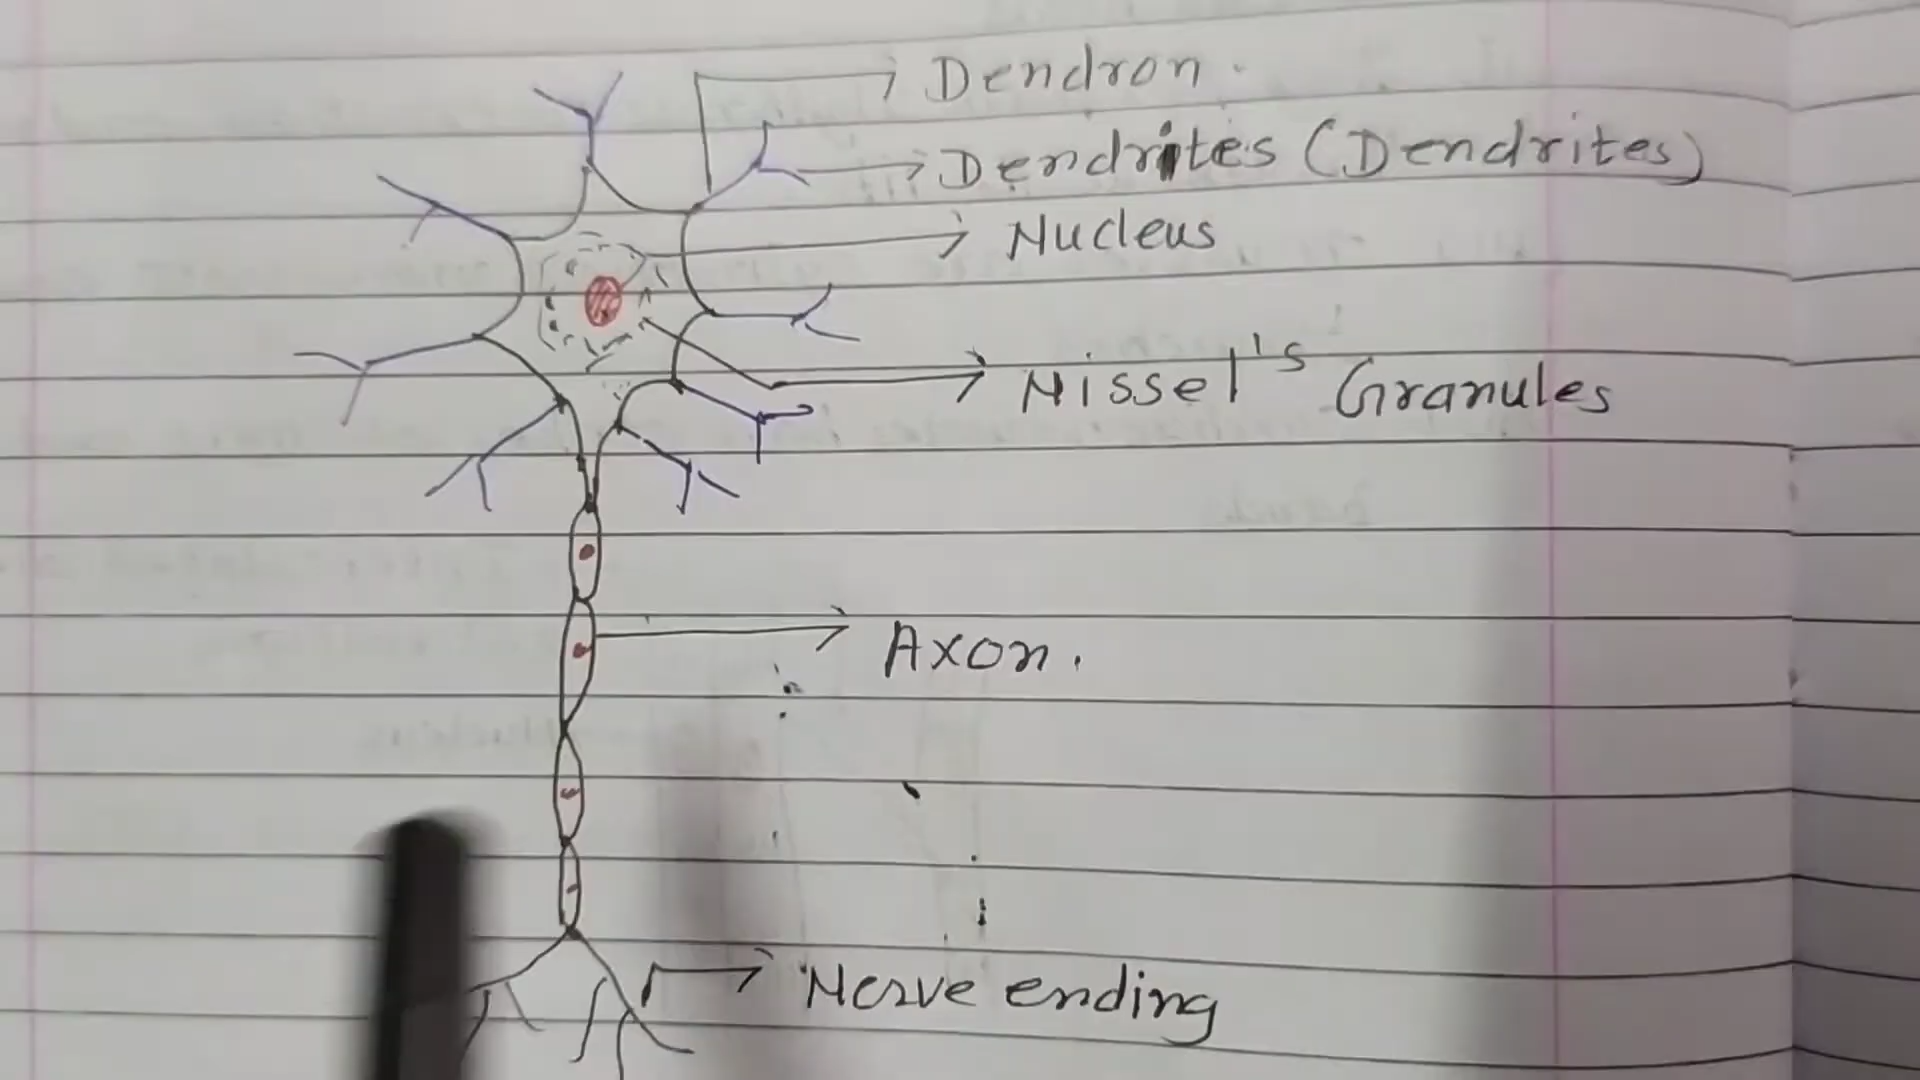 Dendron.
Dendrites (Dendrites)
Nucleus
Nissel's Granules
Axon.
Nerve ending